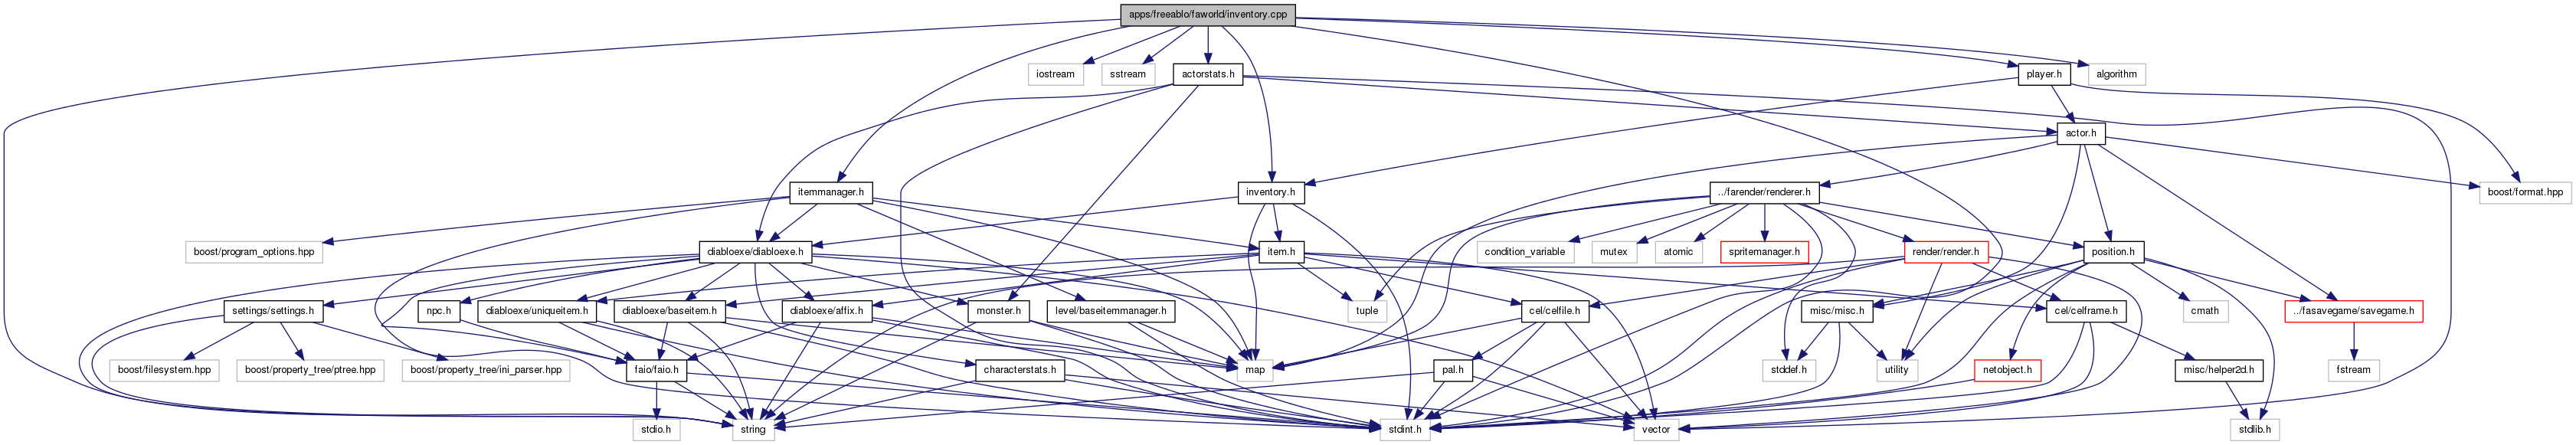 apps/freeablo/faworld/inventory.cpp
iostream
sstream
actorstats.h
player.h
algorithm
actor.h
itemmanager.h
inventory.h
../farender/renderer.h
boost/format.hpp
boost/program_options.hpp
diabloexe/diabloexe.h
item.h
condition_variable
mutex
atomic
spritemanager.h
render/render.h
position.h
settings/settings.h
npc.h
diabloexe/uniqueitem.h
diabloexe/baseitem.h
diabloexe/affix.h
monster.h
level/baseitemmanager.h
tuple
cel/celfile.h
misc/misc.h
cel/celframe.h
cmath
../fasavegame/savegame.h
boost/filesystem.hpp
boost/property_tree/ptree.hpp
boost/property_tree/ini_parser.hpp
faio/faio.h
characterstats.h
map
pal.h
stddef.h
utility
netobject.h
misc/helper2d.h
fstream
stdio.h
string
stdint.h
vector
stdlib.h